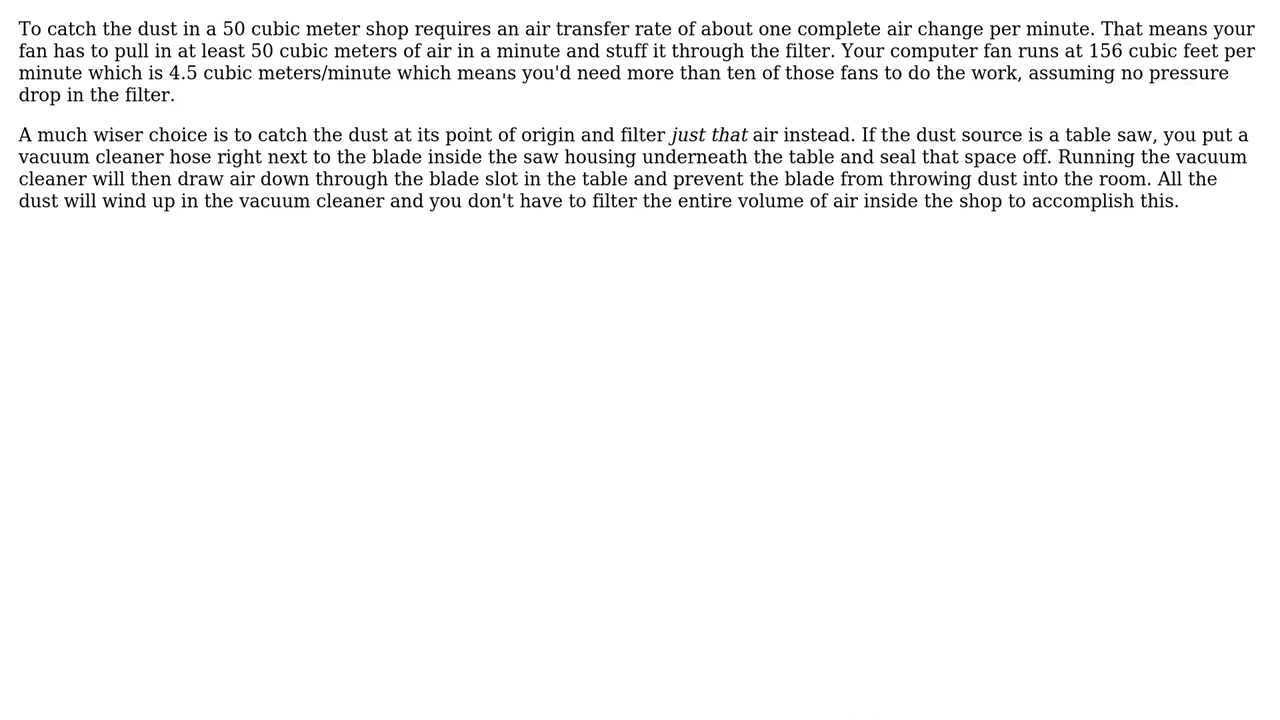 To catch the dust in a 50 cubic meter shop requires an air transfer rate of about one complete air change per minute. That means your
fan has to pull in at least 50 cubic meters of air in a minute and stuff it through the filter. Your computer fan runs at 156 cubic feet per
minute which is 4.5 cubic meters/minute which means you'd need more than ten of those fans to do the work, assuming no pressure
drop in the filter.
A much wiser choice is to catch the dust at its point of origin and filter just that air instead. If the dust source is a table saw, you put a
vacuum cleaner hose right next to the blade inside the saw housing underneath the table and seal that space off. Running the vacuum
cleaner will then draw air down through the blade slot in the table and prevent the blade from throwing dust into the room. All the
dust will wind up in the vacuum cleaner and you don't have to filter the entire volume of air inside the shop to accomplish this.